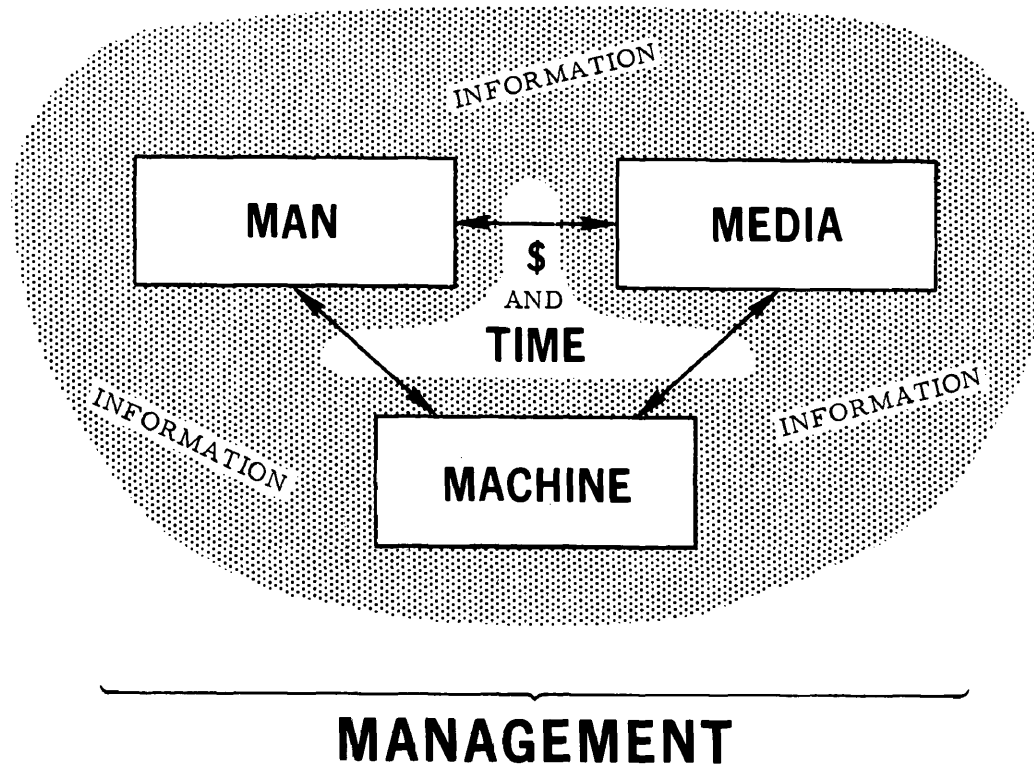 INFORMATION
MAN
MEDIA
$
AND
TIME
INFORMATION
INFORMATION
MACHINE
MANAGEMENT